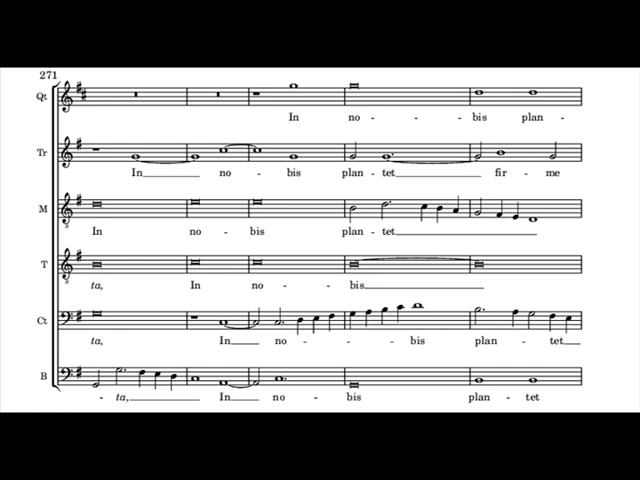 271
Qt
In no - - - bis plan -
Tr
In no - bis plan - tet firm - me
M
In no - bis plan - tet
T
ta, In no - bis
Ct
ta, In no - - - bis plan - tet
B
- ta, In no - bis plan - tet